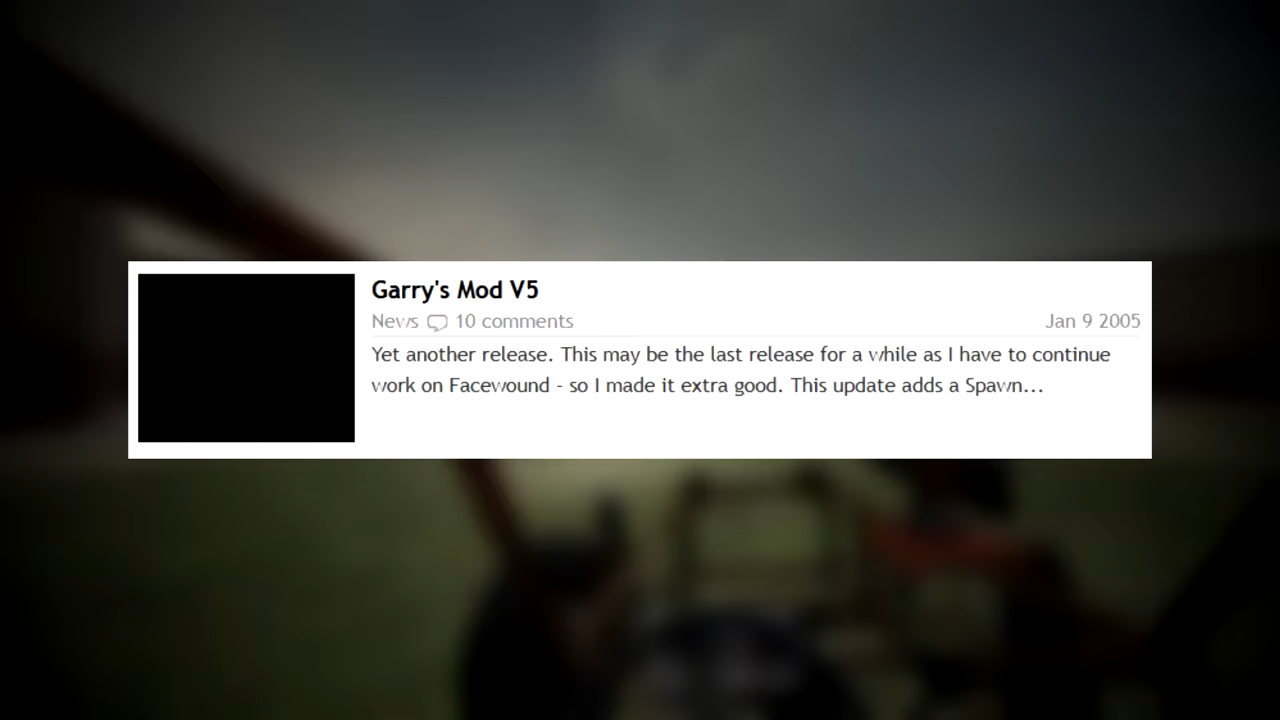 Garry's Mod V5
News 10 comments
Jan 9 2005
Yet another release. This may be the last release for a while as I have to continue
work on Facewound - so I made it extra good. This update adds a Spawn...